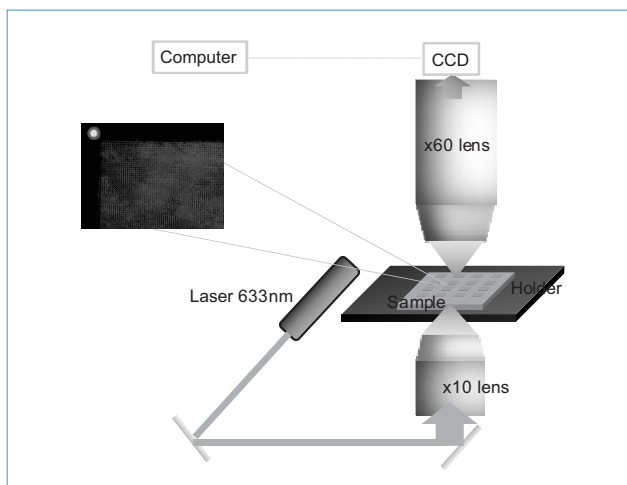 Computer
CCD
x60 lens
Laser 633nm
Sample
Holder
x10 lens